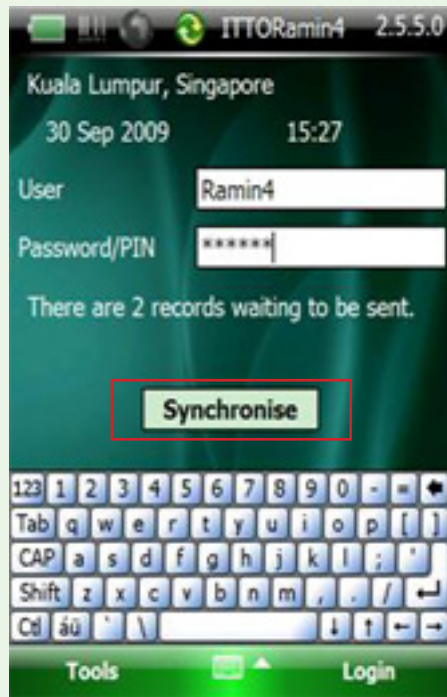 ITTORamin4 2.5.5.0
Kuala Lumpur, Singapore
30 Sep 2009 15:27
User Ramin4
Password/PIN ******
There are 2 records waiting to be sent.
Synchronise
123 1 2 3 4 5 6 7 8 9 0 - =
Tab q w e r t y u i o p [ ]
CAP a s d f g h j k l ; '
Shift z x c v b n m , . /
Ctl áü ` \
Tools Login